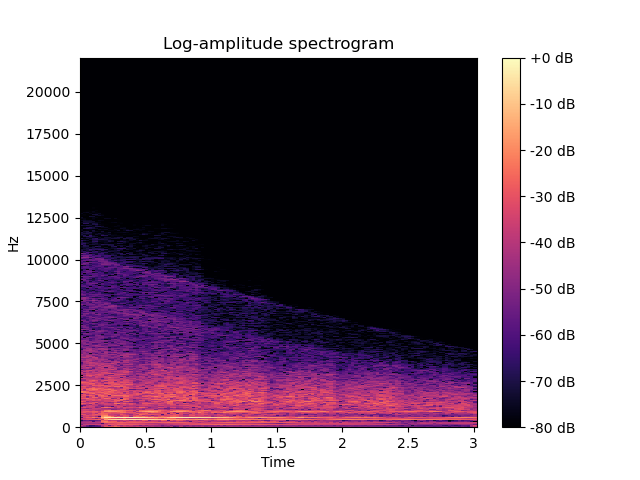 Log-amplitude spectrogram
Hz
20000
17500
15000
12500
10000
7500
5000
2500
0
0 0.5 1 1.5 2 2.5 3
Time
+0 dB
-10 dB
-20 dB
-30 dB
-40 dB
-50 dB
-60 dB
-70 dB
-80 dB